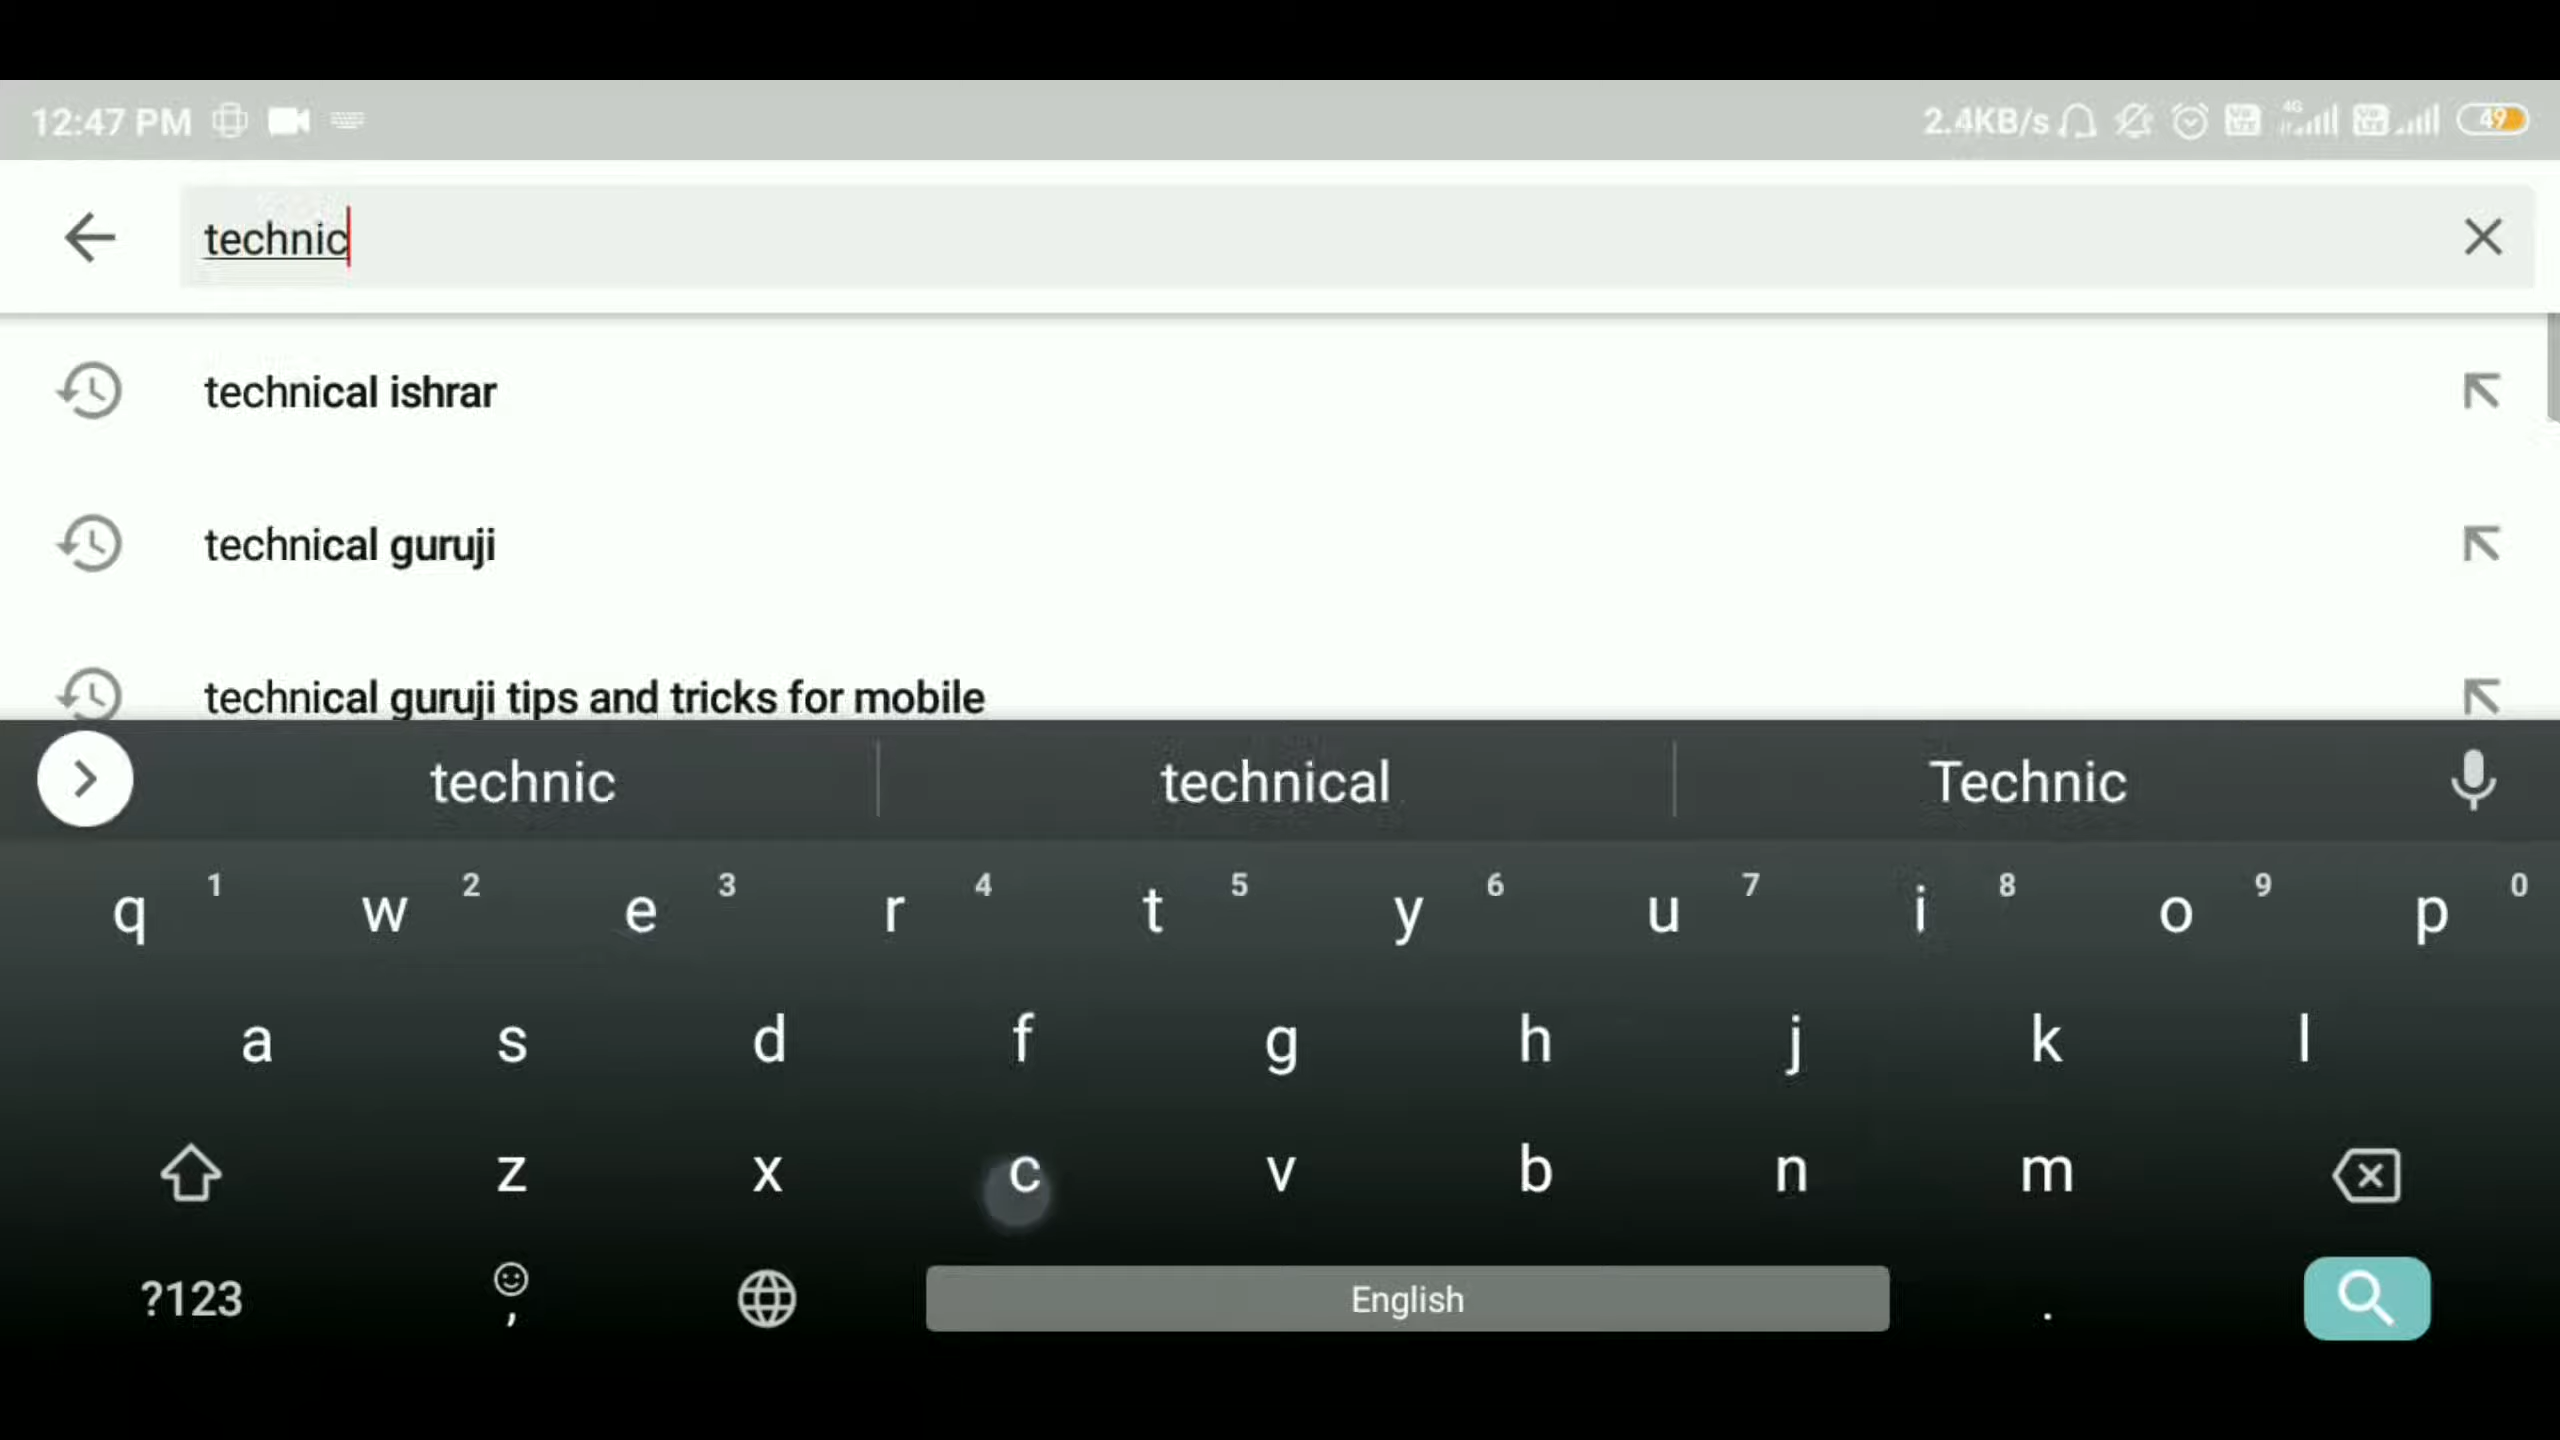 12:47 PM 2.4KB/s 4G 49
technic
technical ishrar
technical guruji
technical guruji tips and tricks for mobile
technic technical Technic
q 1 w 2 e 3 r 4 t 5 y 6 u 7 i 8 o 9 p 0
a s d f g h j k l
z x c v b n m
?123 , English .